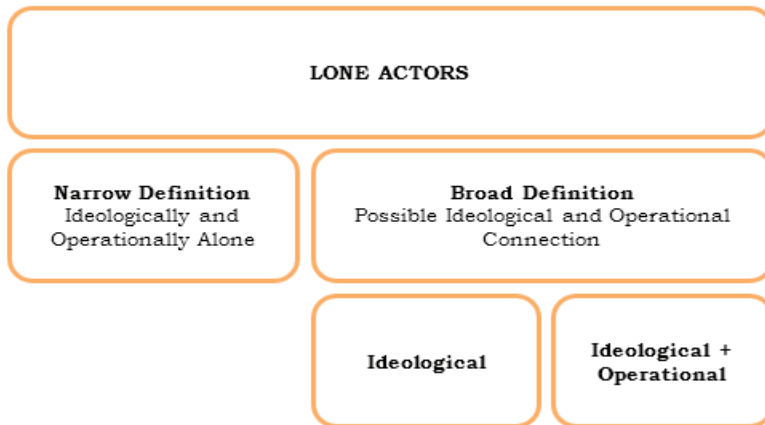 LONE ACTORS
Narrow Definition
Ideologically and
Operationally Alone
Broad Definition
Possible Ideological and Operational
Connection
Ideological
Ideological +
Operational